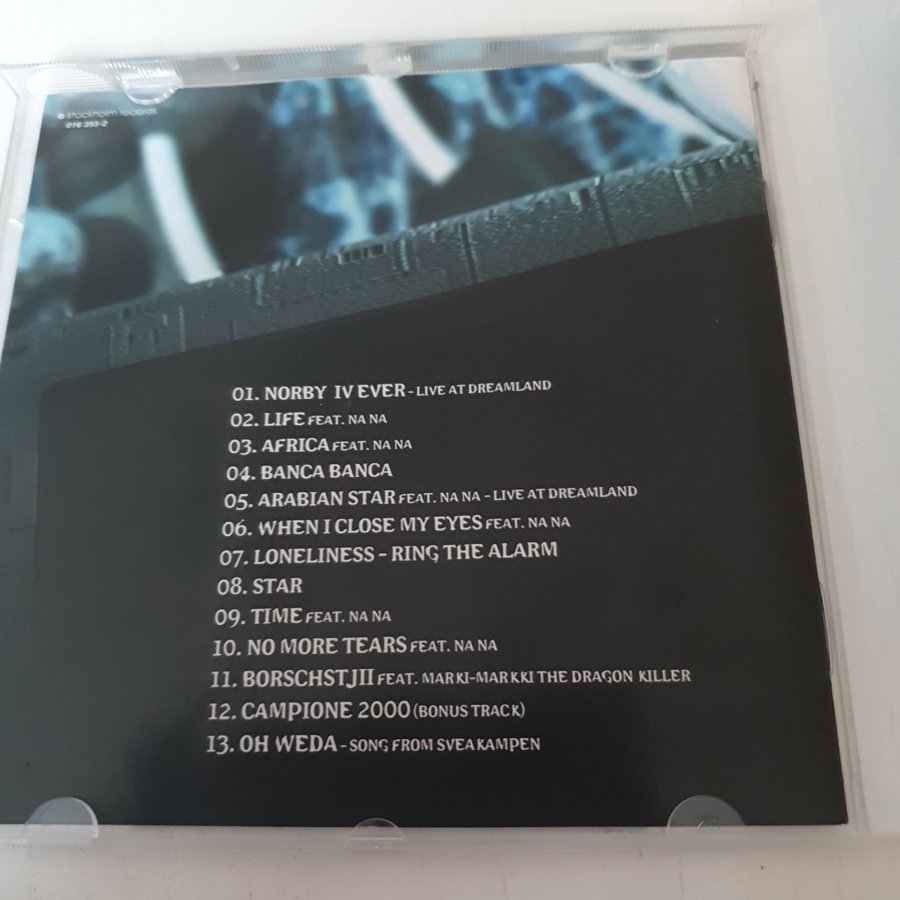 stockholm records
016 355-2
01. NORBY IV EVER - LIVE AT DREAMLAND
02. LIFE FEAT. NA NA
03. AFRICA FEAT. NA NA
04. BANCA BANCA
05. ARABIAN STAR FEAT. NA NA - LIVE AT DREAMLAND
06. WHEN I CLOSE MY EYES FEAT. NA NA
07. LONELINESS - RING THE ALARM
08. STAR
09. TIME FEAT. NA NA
10. NO MORE TEARS FEAT. NA NA
11. BORSCHSTJII FEAT. MARKI-MARKKI THE DRAGON KILLER
12. CAMPIONE 2000 (BONUS TRACK)
13. OH WEDA - SONG FROM SVEAKAMPEN